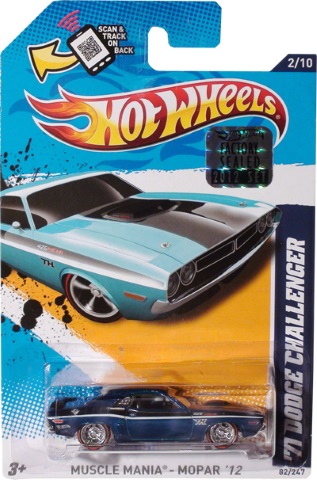 SCAN &
TRACK
ON
BACK
2/10
HOT WHEELS
FACTORY
SEALED
'71 DODGE CHALLENGER
3+
MUSCLE MANIA - MOPAR '12
82/247